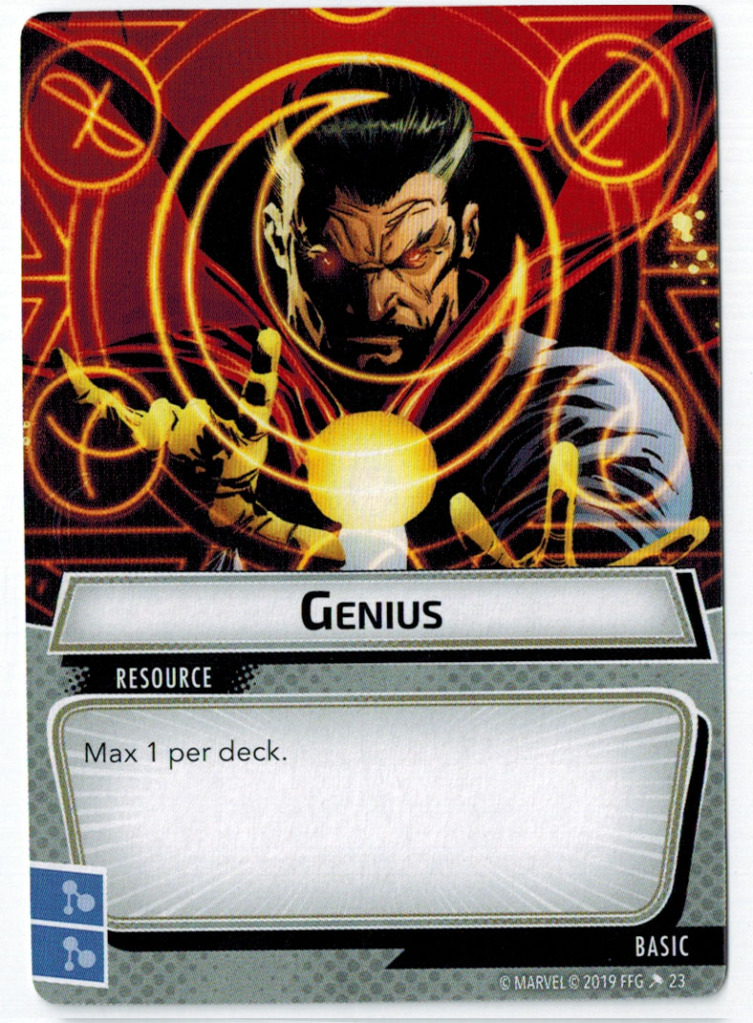 GENIUS
RESOURCE
Max 1 per deck.
BASIC
© MARVEL © 2019 FFG 23